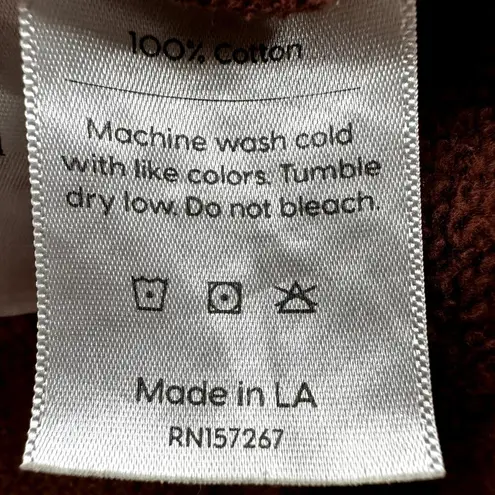 100% Cotton
Machine wash cold
with like colors. Tumble
dry low. Do not bleach.
Made in LA
RN157267